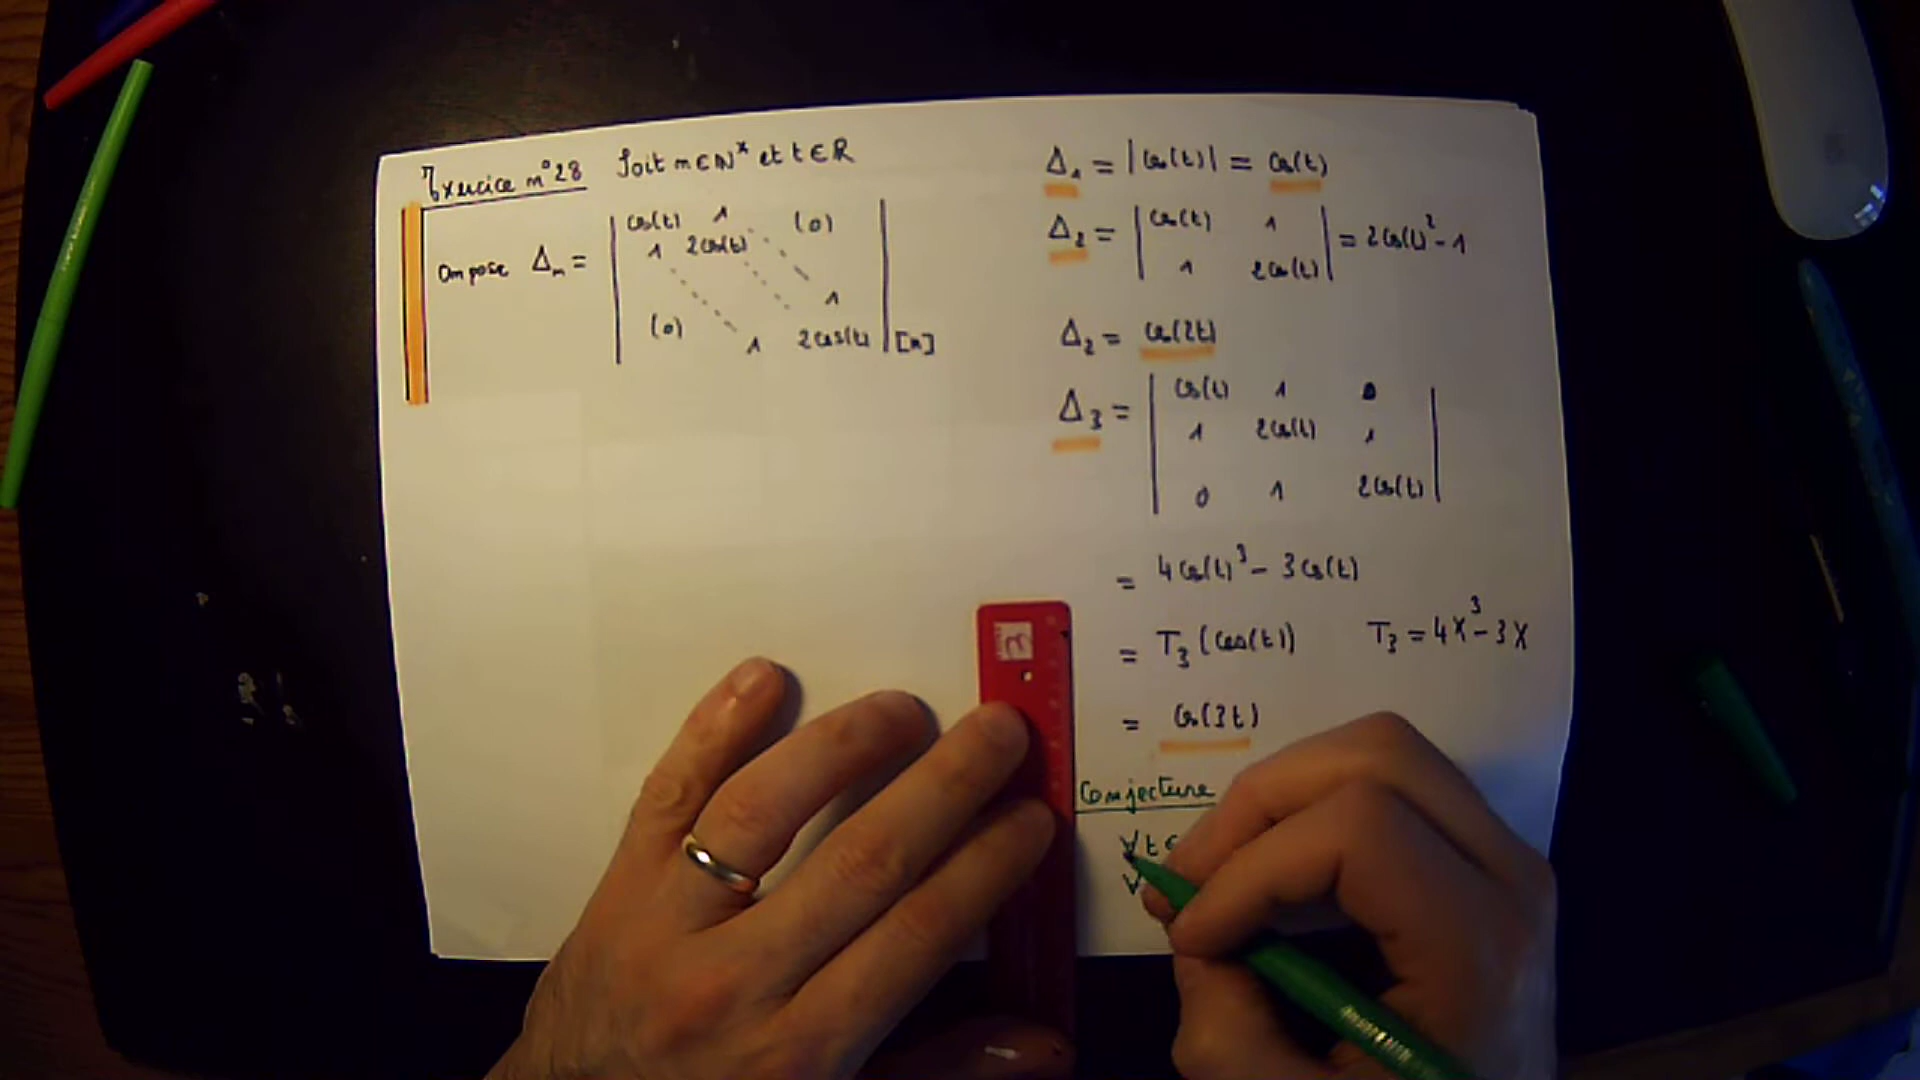 Exercice n°28 Soit n ∈ ℕ* et t ∈ ℝ
on pose Δn = | cos(t) 1 (0)
1 2cos(t)
1
(0) 1 2cos(t) | [n]
Δ1 = |cos(t)| = cos(t)
Δ2 = | cos(t) 1
1 2cos(t) | = 2cos(t)² - 1
Δ2 = cos(2t)
Δ3 = | cos(t) 1 0
1 2cos(t) 1
0 1 2cos(t) |
= 4cos(t)³ - 3cos(t)
= T3(cos(t)) T3 = 4X³ - 3X
= cos(3t)
Conjecture
∀t ∈
∀